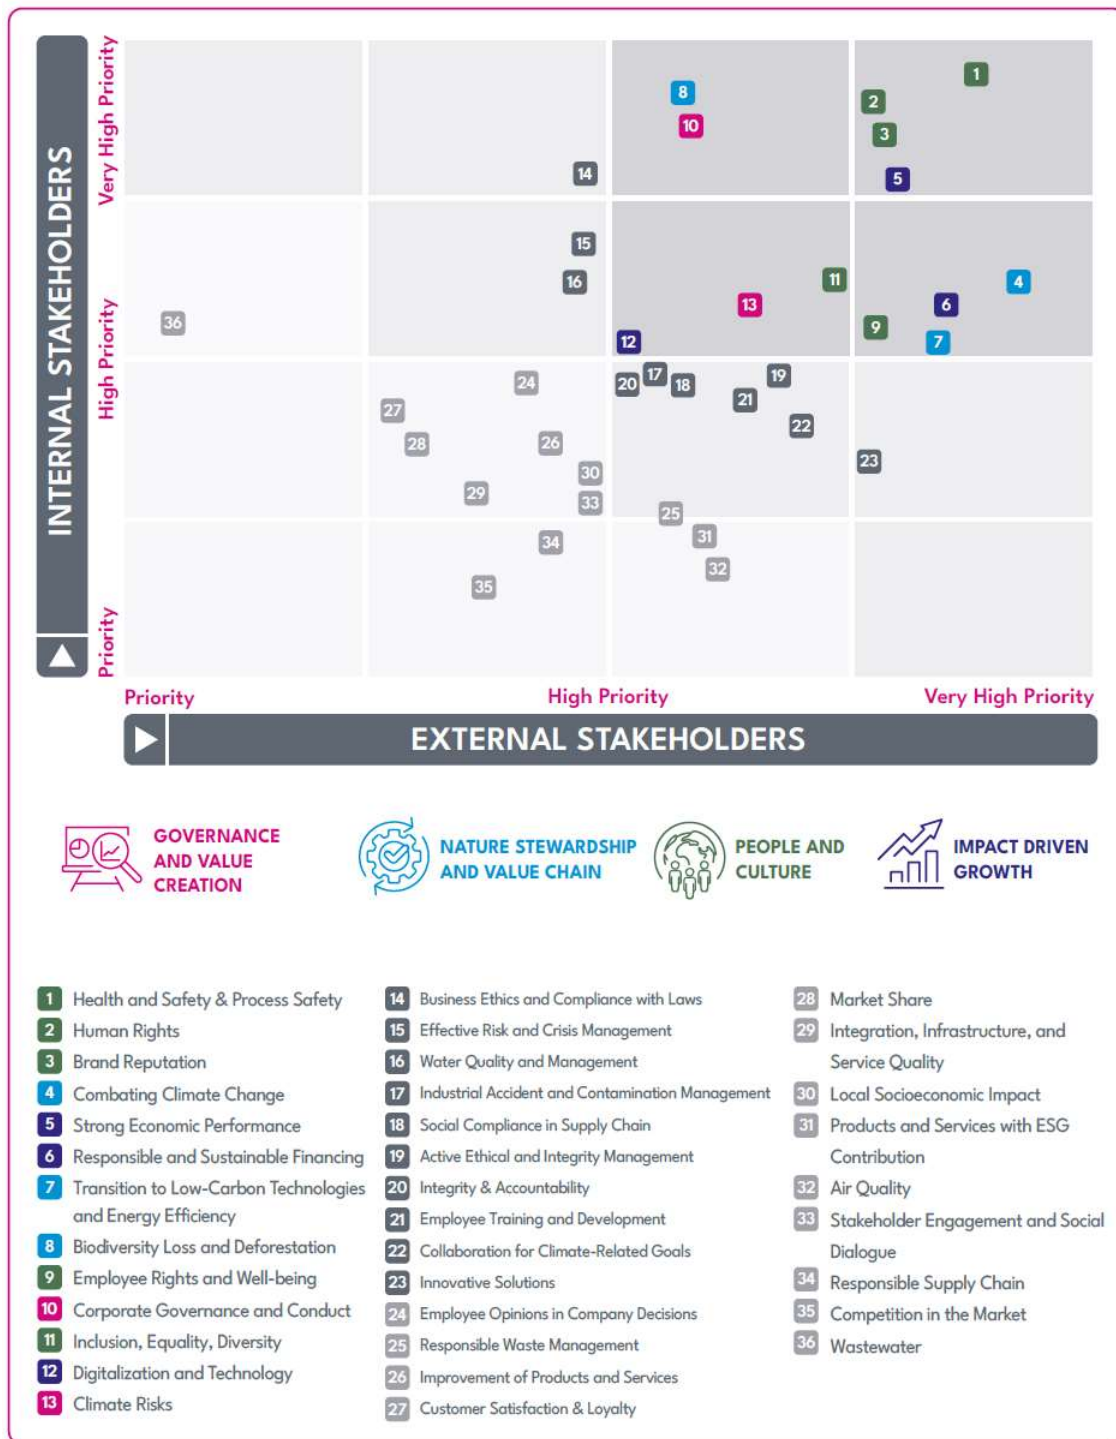 INTERNAL STAKEHOLDERS
Very High Priority
High Priority
Priority
1
8
2
10
3
14
5
15
11
4
16
13
6
36
9
12
7
24
20
17
18
19
27
21
28
26
22
30
23
29
33
25
34
31
35
32
Priority
High Priority
Very High Priority
EXTERNAL STAKEHOLDERS
GOVERNANCE
AND VALUE
CREATION
NATURE STEWARDSHIP
AND VALUE CHAIN
PEOPLE AND
CULTURE
IMPACT DRIVEN
GROWTH
1 Health and Safety & Process Safety
2 Human Rights
3 Brand Reputation
4 Combating Climate Change
5 Strong Economic Performance
6 Responsible and Sustainable Financing
7 Transition to Low-Carbon Technologies
and Energy Efficiency
8 Biodiversity Loss and Deforestation
9 Employee Rights and Well-being
10 Corporate Governance and Conduct
11 Inclusion, Equality, Diversity
12 Digitalization and Technology
13 Climate Risks
14 Business Ethics and Compliance with Laws
15 Effective Risk and Crisis Management
16 Water Quality and Management
17 Industrial Accident and Contamination Management
18 Social Compliance in Supply Chain
19 Active Ethical and Integrity Management
20 Integrity & Accountability
21 Employee Training and Development
22 Collaboration for Climate-Related Goals
23 Innovative Solutions
24 Employee Opinions in Company Decisions
25 Responsible Waste Management
26 Improvement of Products and Services
27 Customer Satisfaction & Loyalty
28 Market Share
29 Integration, Infrastructure, and
Service Quality
30 Local Socioeconomic Impact
31 Products and Services with ESG
Contribution
32 Air Quality
33 Stakeholder Engagement and Social
Dialogue
34 Responsible Supply Chain
35 Competition in the Market
36 Wastewater